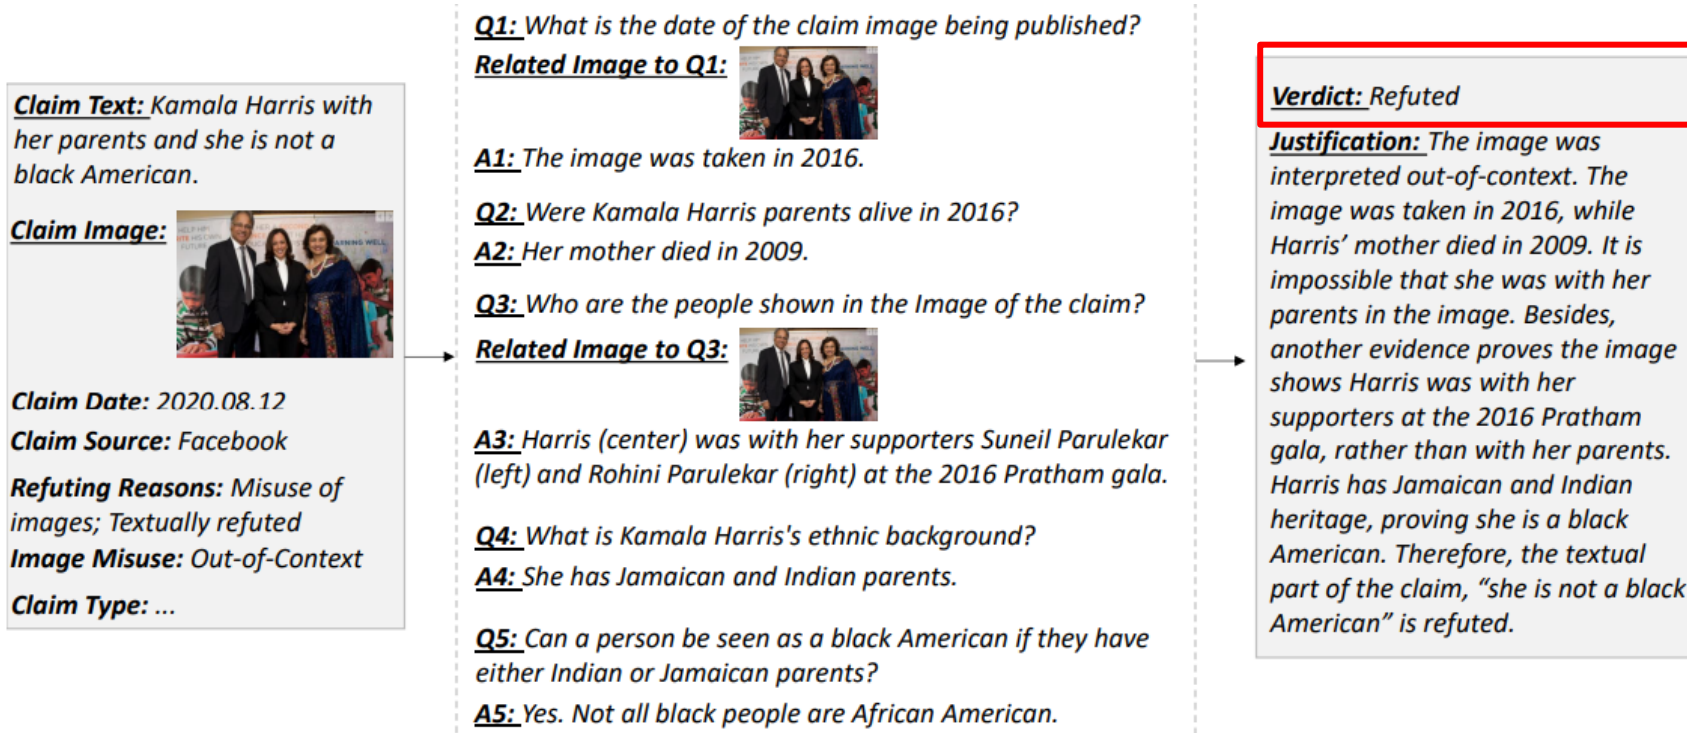 Claim Text: Kamala Harris with
her parents and she is not a
black American.
Claim Image:
HELP HIM
HIS OWN
FUTURE
ARNING WELL
Claim Date: 2020.08.12
Claim Source: Facebook
Refuting Reasons: Misuse of
images; Textually refuted
Image Misuse: Out-of-Context
Claim Type: ...
Q1: What is the date of the claim image being published?
Related Image to Q1:
A1: The image was taken in 2016.
Q2: Were Kamala Harris parents alive in 2016?
A2: Her mother died in 2009.
Q3: Who are the people shown in the Image of the claim?
Related Image to Q3:
A3: Harris (center) was with her supporters Suneil Parulekar
(left) and Rohini Parulekar (right) at the 2016 Pratham gala.
Q4: What is Kamala Harris's ethnic background?
A4: She has Jamaican and Indian parents.
Q5: Can a person be seen as a black American if they have
either Indian or Jamaican parents?
A5: Yes. Not all black people are African American.
Verdict: Refuted
Justification: The image was
interpreted out-of-context. The
image was taken in 2016, while
Harris' mother died in 2009. It is
impossible that she was with her
parents in the image. Besides,
another evidence proves the image
shows Harris was with her
supporters at the 2016 Pratham
gala, rather than with her parents.
Harris has Jamaican and Indian
heritage, proving she is a black
American. Therefore, the textual
part of the claim, “she is not a black
American” is refuted.